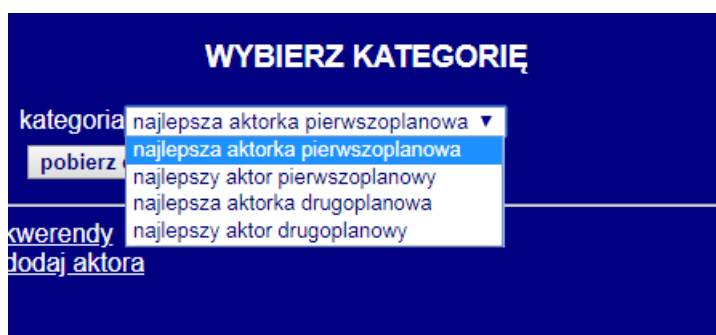 WYBIERZ KATEGORIĘ
kategoria najlepsza aktorka pierwszoplanowa ▼
najlepsza aktorka pierwszoplanowa
pobierz
najlepszy aktor pierwszoplanowy
najlepsza aktorka drugoplanowa
najlepszy aktor drugoplanowy
kwerendy
dodaj aktora